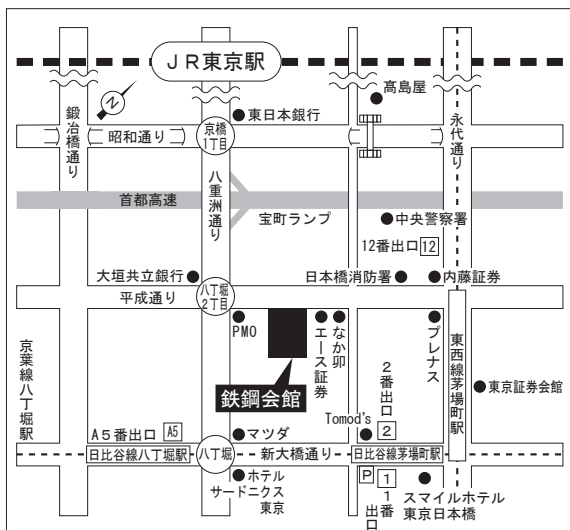 JR東京駅
髙島屋
N
東日本銀行
鍛冶橋通り
昭和通り
京橋
1丁目
永代通り
八重洲通り
首都高速
宝町ランプ
中央警察署
12番出口 12
大垣共立銀行
八丁堀
2丁目
日本橋消防署
内藤証券
平成通り
PMO
エース証券
なか卯
プレナス
東西線茅場町駅
鉄鋼会館
京葉線八丁堀駅
2番出口
2
東京証券会館
Tomod's
A5番出口 A5
マツダ
日比谷線八丁堀駅
八丁堀
新大橋通り
日比谷線茅場町駅
ホテル
サードニクス
東京
P
1
1番出口
スマイルホテル
東京日本橋